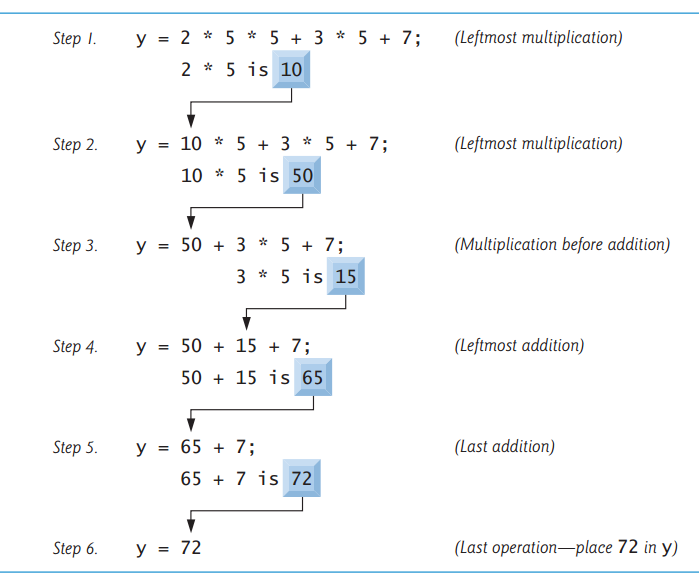 Step 1. y = 2 * 5 * 5 + 3 * 5 + 7; (Leftmost multiplication)
2 * 5 is 10
Step 2. y = 10 * 5 + 3 * 5 + 7; (Leftmost multiplication)
10 * 5 is 50
Step 3. y = 50 + 3 * 5 + 7; (Multiplication before addition)
3 * 5 is 15
Step 4. y = 50 + 15 + 7; (Leftmost addition)
50 + 15 is 65
Step 5. y = 65 + 7; (Last addition)
65 + 7 is 72
Step 6. y = 72 (Last operation—place 72 in y)